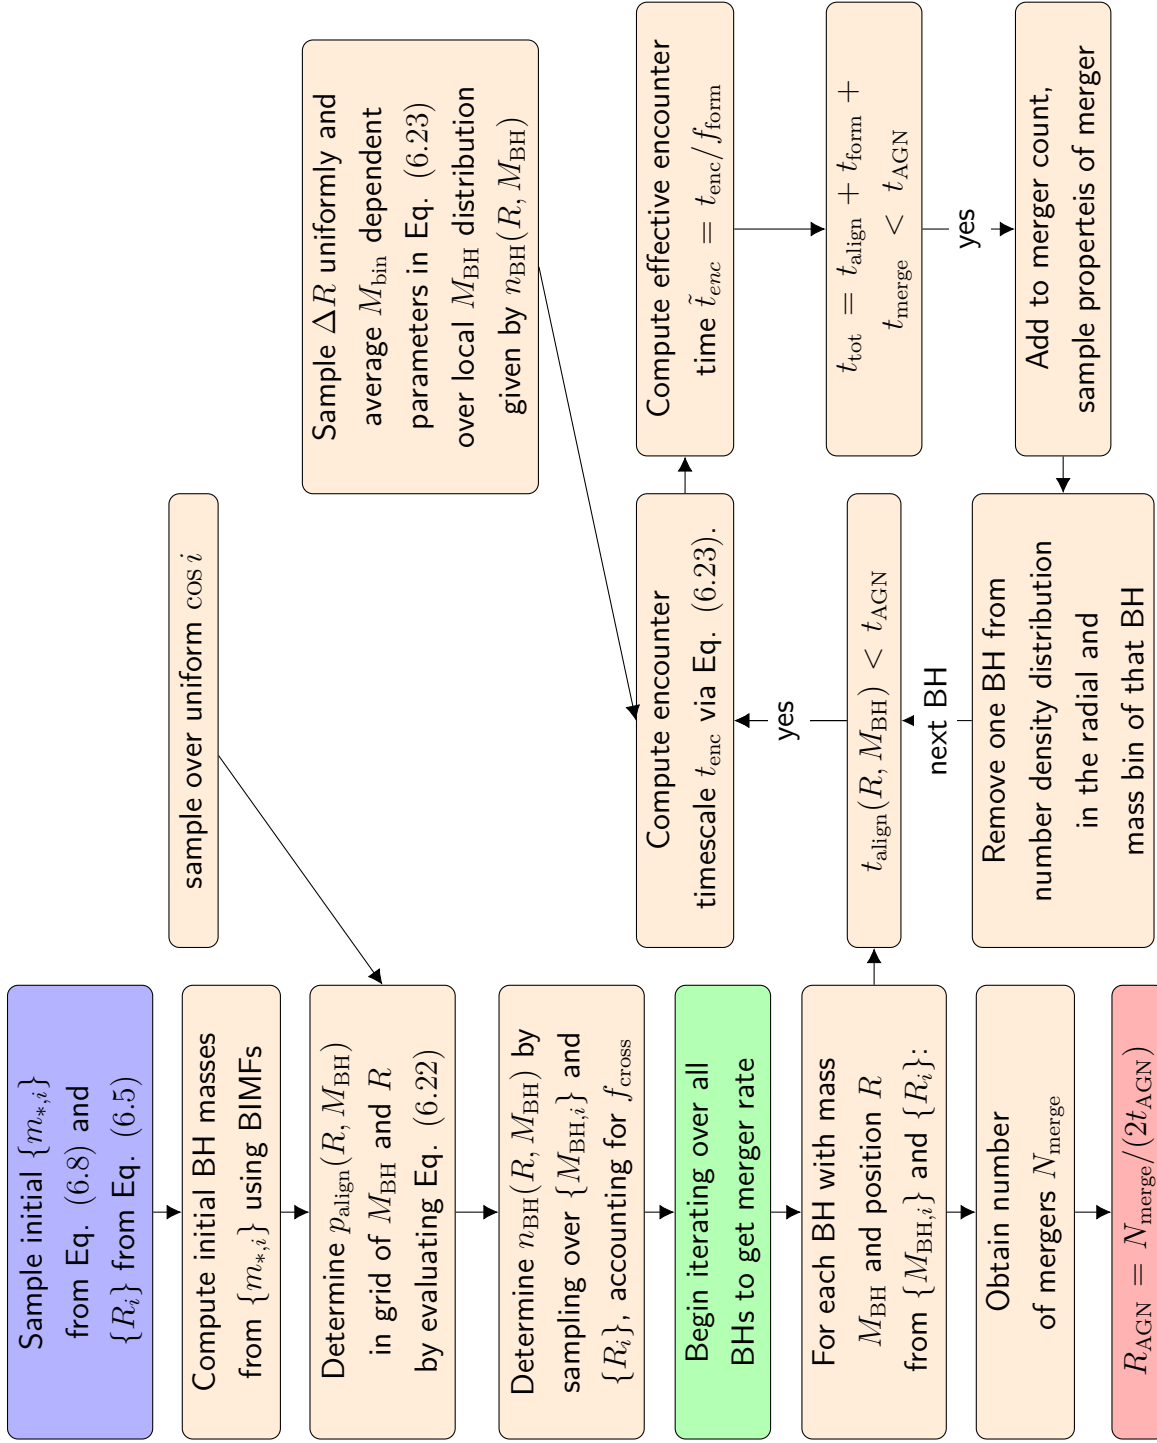 Sample initial {m_{*,i}}
from Eq. (6.8) and
{R_i} from Eq. (6.5)
Compute initial BH masses
from {m_{*,i}} using BIMFs
Determine p_align(R, M_BH)
in grid of M_BH and R
by evaluating Eq. (6.22)
Determine n_BH(R, M_BH) by
sampling over {M_{BH,i}} and
{R_i}, accounting for f_cross
Begin iterating over all
BHs to get merger rate
For each BH with mass
M_BH and position R
from {M_{BH,i}} and {R_i}:
Obtain number
of mergers N_merge
R_AGN = N_merge/(2t_AGN)
sample over uniform cos i
Compute encounter
timescale t_enc via Eq. (6.23).
yes
t_align(R, M_BH) < t_AGN
next BH
Remove one BH from
number density distribution
in the radial and
mass bin of that BH
Sample ΔR uniformly and
average M_bin dependent
parameters in Eq. (6.23)
over local M_BH distribution
given by n_BH(R, M_BH)
Compute effective encounter
time t̃_enc = t_enc/f_form
t_tot = t_align + t_form +
t_merge < t_AGN
yes
Add to merger count,
sample properteis of merger